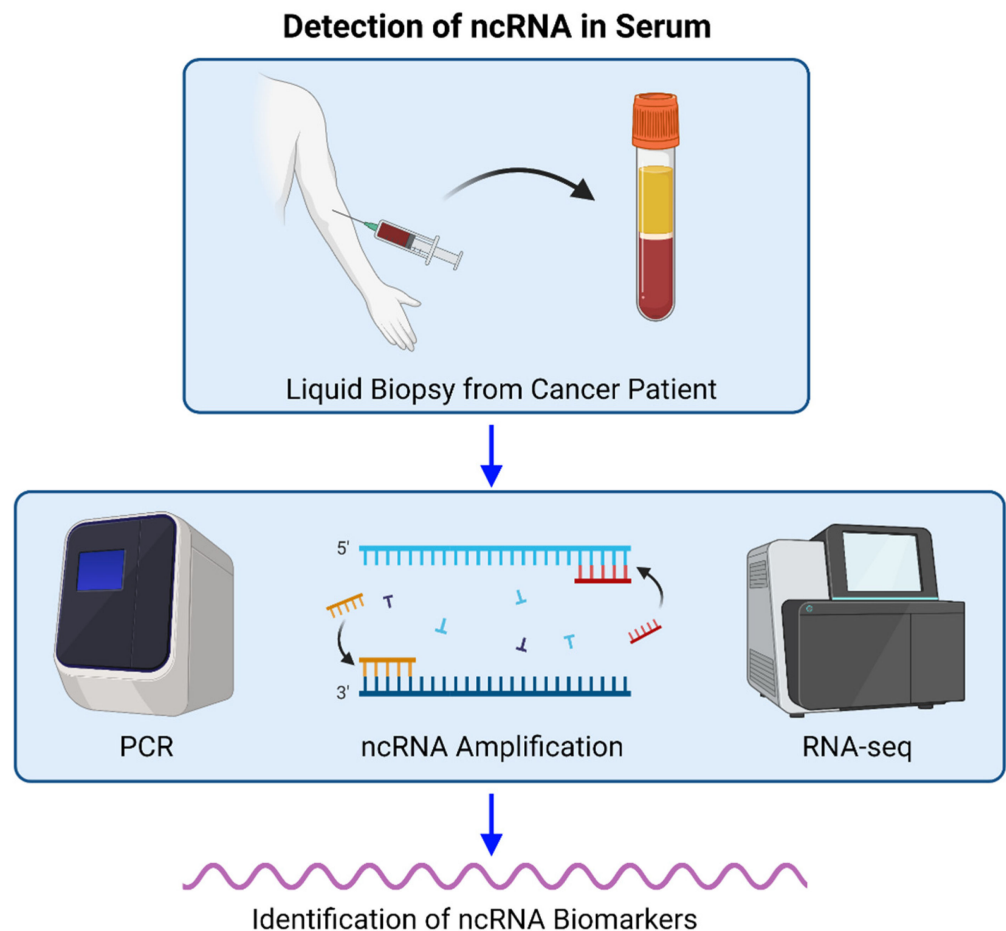 Detection of ncRNA in Serum
Liquid Biopsy from Cancer Patient
5'
3'
PCR
ncRNA Amplification
RNA-seq
Identification of ncRNA Biomarkers